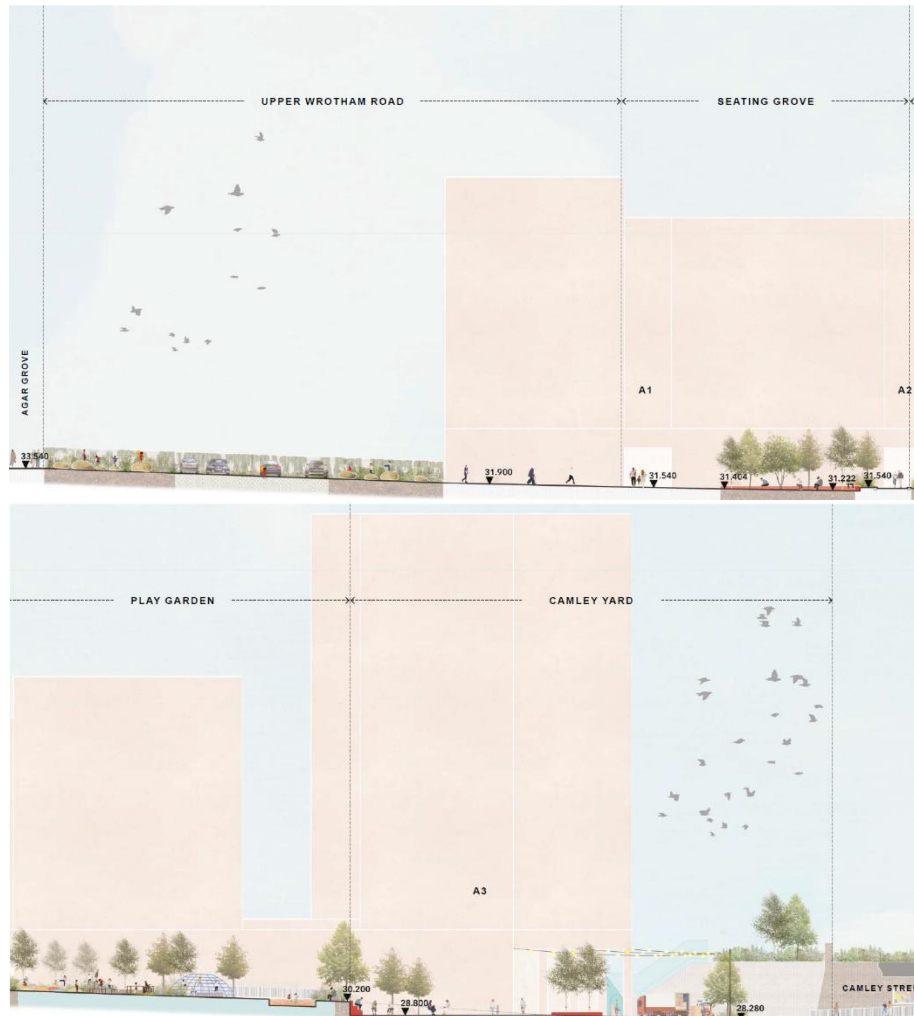 UPPER WROTHAM ROAD
SEATING GROVE
AGAR GROVE
A1
A2
33.540
31.900
31.540
31.404
31.222
31.540
PLAY GARDEN
CAMLEY YARD
A3
30.200
28.800
28.280
CAMLEY STREE